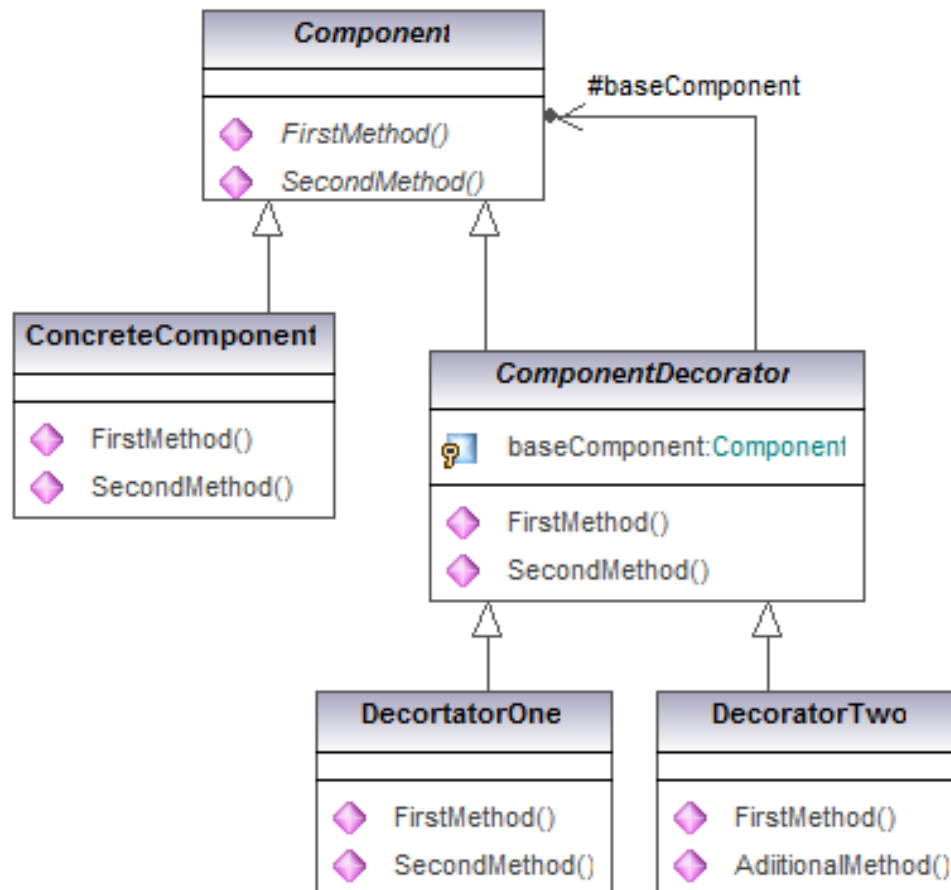 Component
#baseComponent
FirstMethod()
SecondMethod()
ConcreteComponent
FirstMethod()
SecondMethod()
ComponentDecorator
baseComponent:Component
FirstMethod()
SecondMethod()
DecortatorOne
FirstMethod()
SecondMethod()
DecoratorTwo
FirstMethod()
AdiitionalMethod()